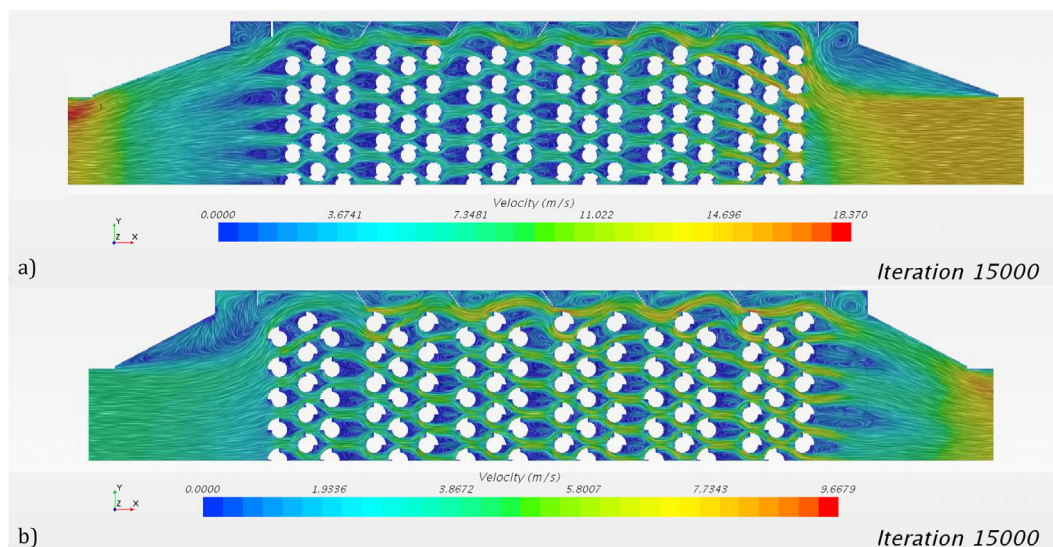 Velocity (m/s)
0.0000 3.6741 7.3481 11.022 14.696 18.370
Y
Z X
a)
Iteration 15000
Velocity (m/s)
0.0000 1.9336 3.8672 5.8007 7.7343 9.6679
Y
Z X
b)
Iteration 15000